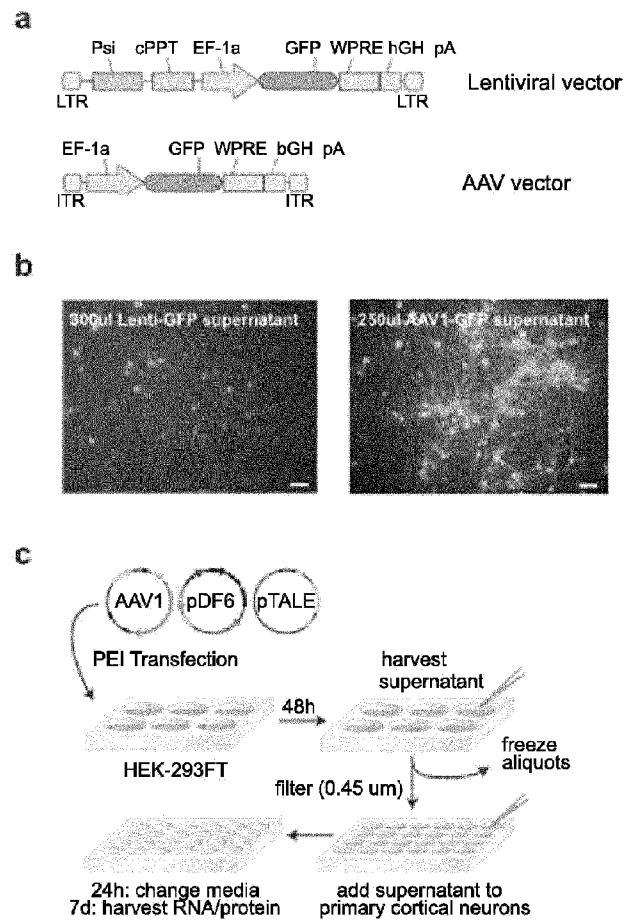 a
Psi cPPT EF-1a GFP WPRE hGH pA
LTR LTR
Lentiviral vector
EF-1a GFP WPRE bGH pA
ITR ITR
AAV vector
b
300ul Lenti-GFP supernatant
250ul AAV1-GFP supernatant
c
AAV1 pDF6 pTALE
PEI Transfection
HEK-293FT
48h
harvest
supernatant
freeze
aliquots
filter (0.45 um)
24h: change media
7d: harvest RNA/protein
add supernatant to
primary cortical neurons